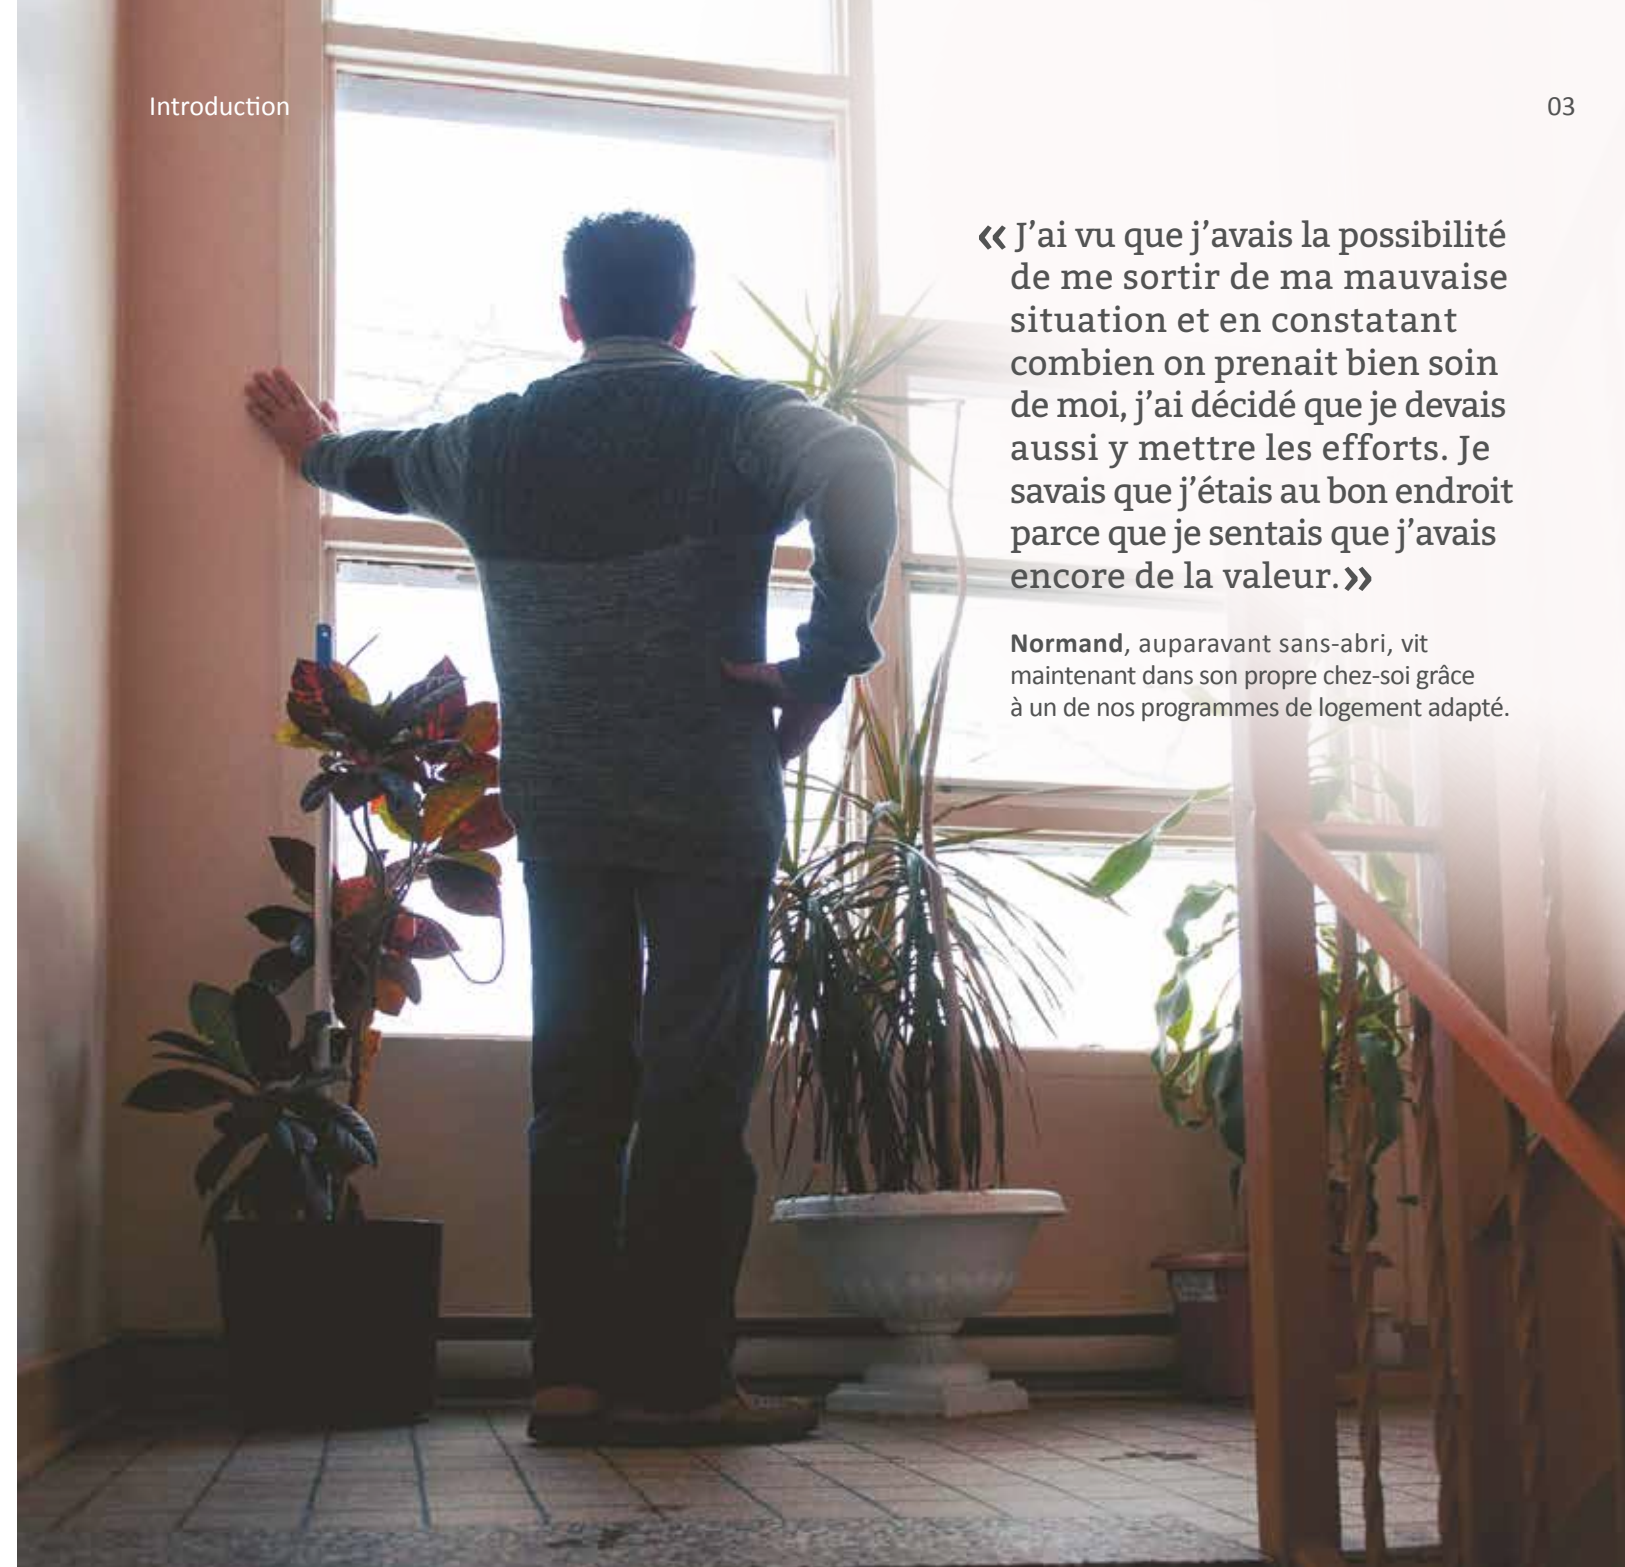 Introduction
03
« J’ai vu que j’avais la possibilité
de me sortir de ma mauvaise
situation et en constatant
combien on prenait bien soin
de moi, j’ai décidé que je devais
aussi y mettre les efforts. Je
savais que j’étais au bon endroit
parce que je sentais que j’avais
encore de la valeur.»
Normand, auparavant sans-abri, vit
maintenant dans son propre chez-soi grâce
à un de nos programmes de logement adapté.